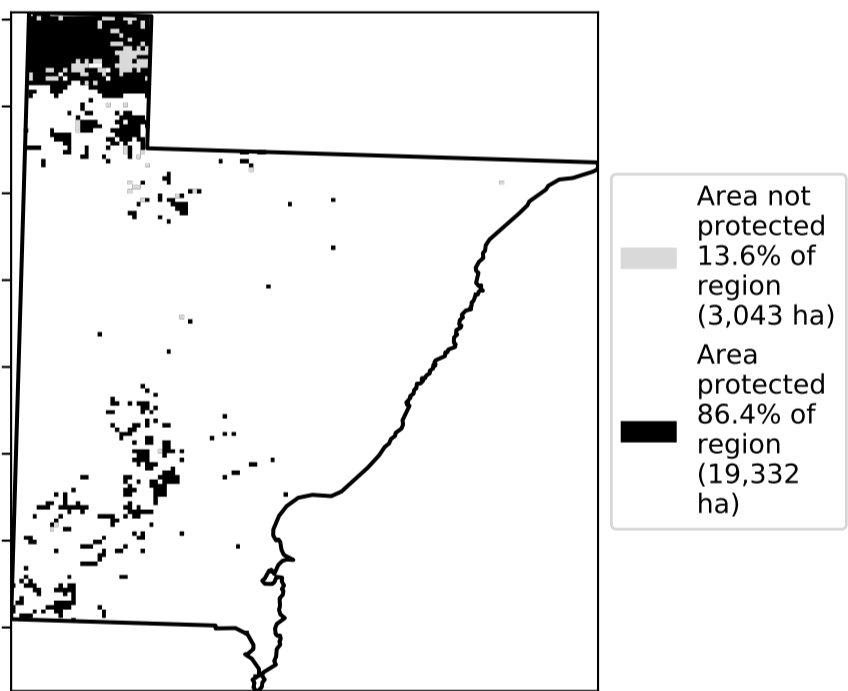 Area not
protected
13.6% of
region
(3,043 ha)
Area
protected
86.4% of
region
(19,332
ha)